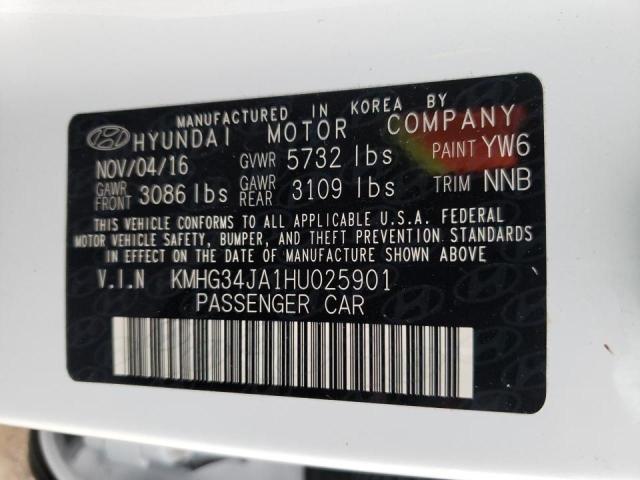 MANUFACTURED IN KOREA BY
HYUNDAI MOTOR COMPANY
NOV/04/16 GVWR 5732 lbs PAINT YW6
GAWR FRONT 3086 lbs GAWR REAR 3109 lbs TRIM NNB
THIS VEHICLE CONFORMS TO ALL APPLICABLE U.S.A. FEDERAL
MOTOR VEHICLE SAFETY, BUMPER, AND THEFT PREVENTION
STANDARDS IN EFFECT ON THE DATE OF MANUFACTURE SHOWN ABOVE
V.I.N KMHG34JA1HU025901
PASSENGER CAR